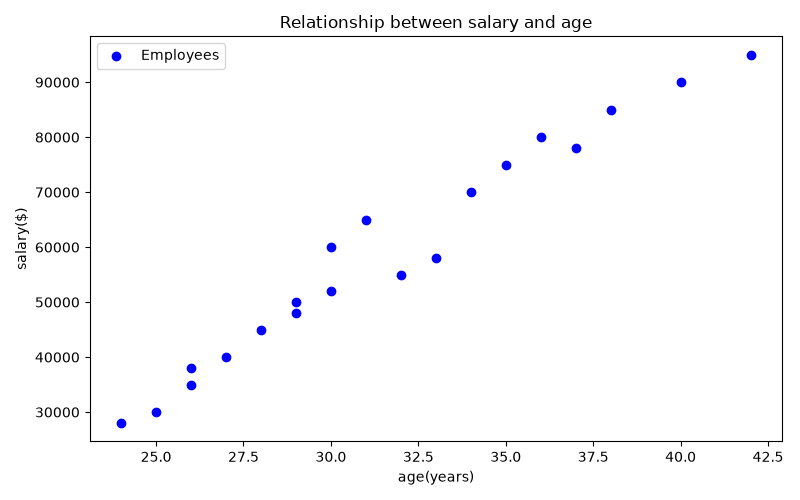 Relationship between salary and age
Employees
90000
80000
70000
60000
50000
40000
30000
salary($)
25.0 27.5 30.0 32.5 35.0 37.5 40.0 42.5
age(years)